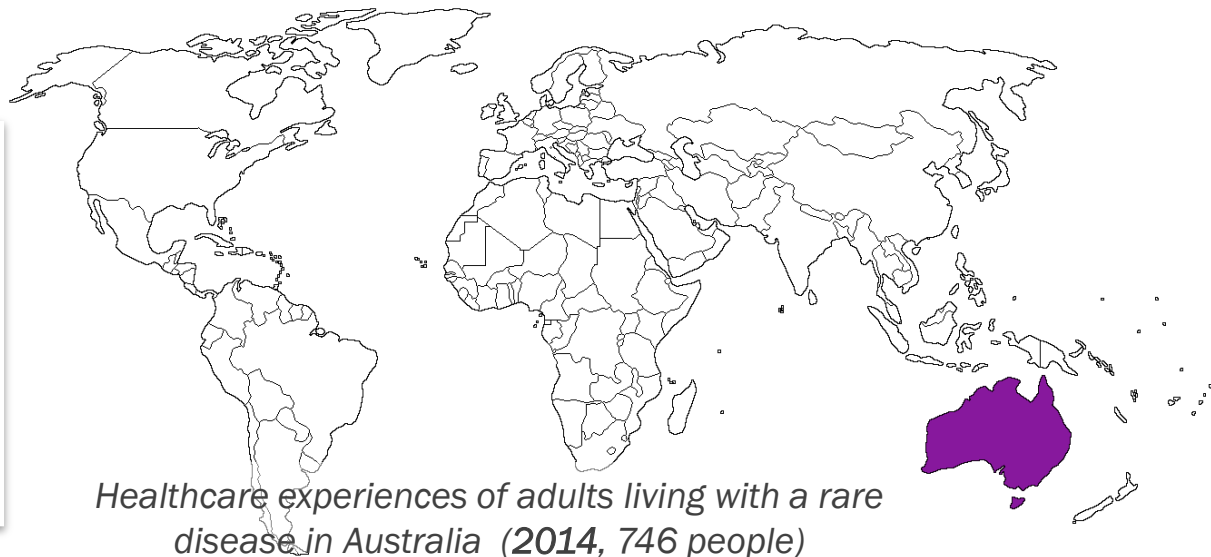 Healthcare experiences of adults living with a rare
disease in Australia (2014, 746 people)